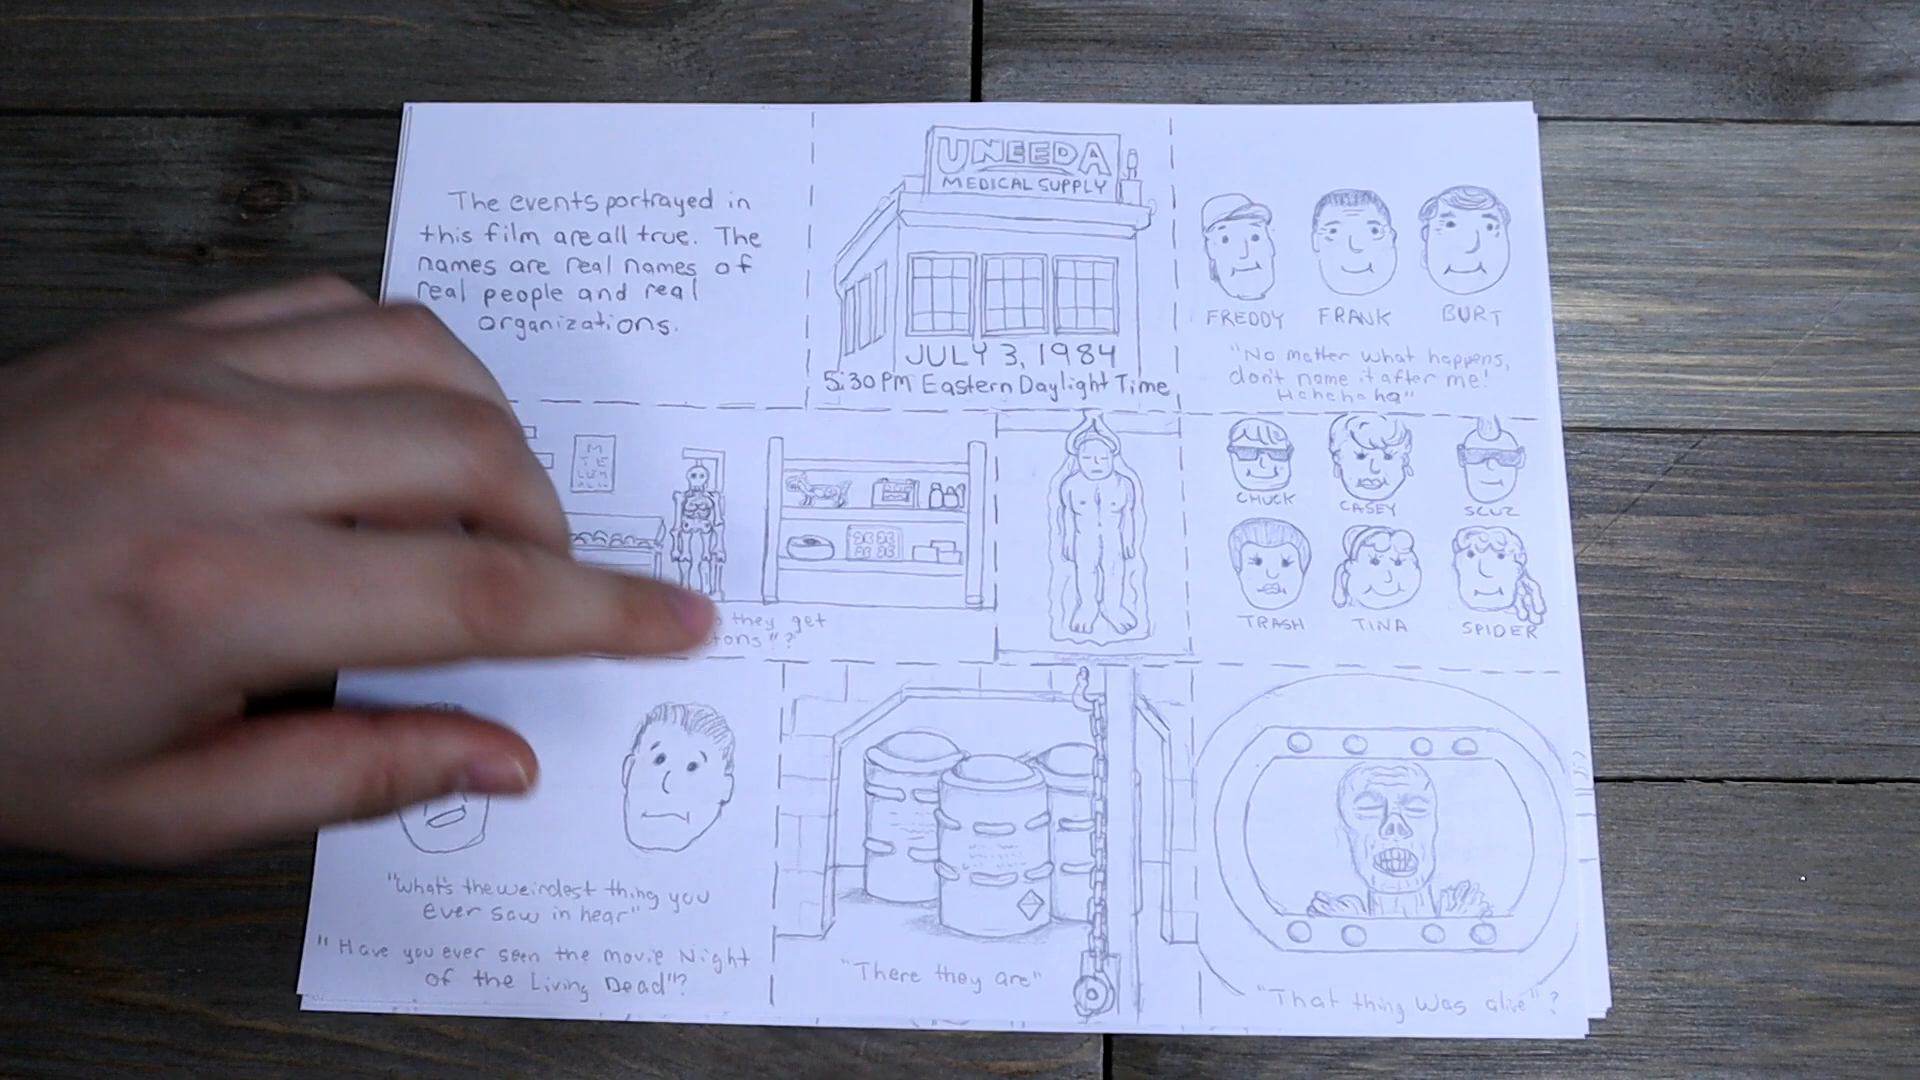 The events portrayed in
this film are all true. The
names are real names of
real people and real
organizations.
UNEEDA
MEDICAL SUPPLY
JULY 3, 1984
5:30 PM Eastern Daylight Time
FREDDY FRANK BURT
"No matter what happens,
don't name it after me!
Hahahaha"
they get
tons"?
CHUCK CASEY SCUZ
TRASH TINA SPIDER
"What's the weirdest thing you
ever saw in hear"
"Have you ever seen the movie Night
of the Living Dead"?
"There they are"
"That thing was alive"?